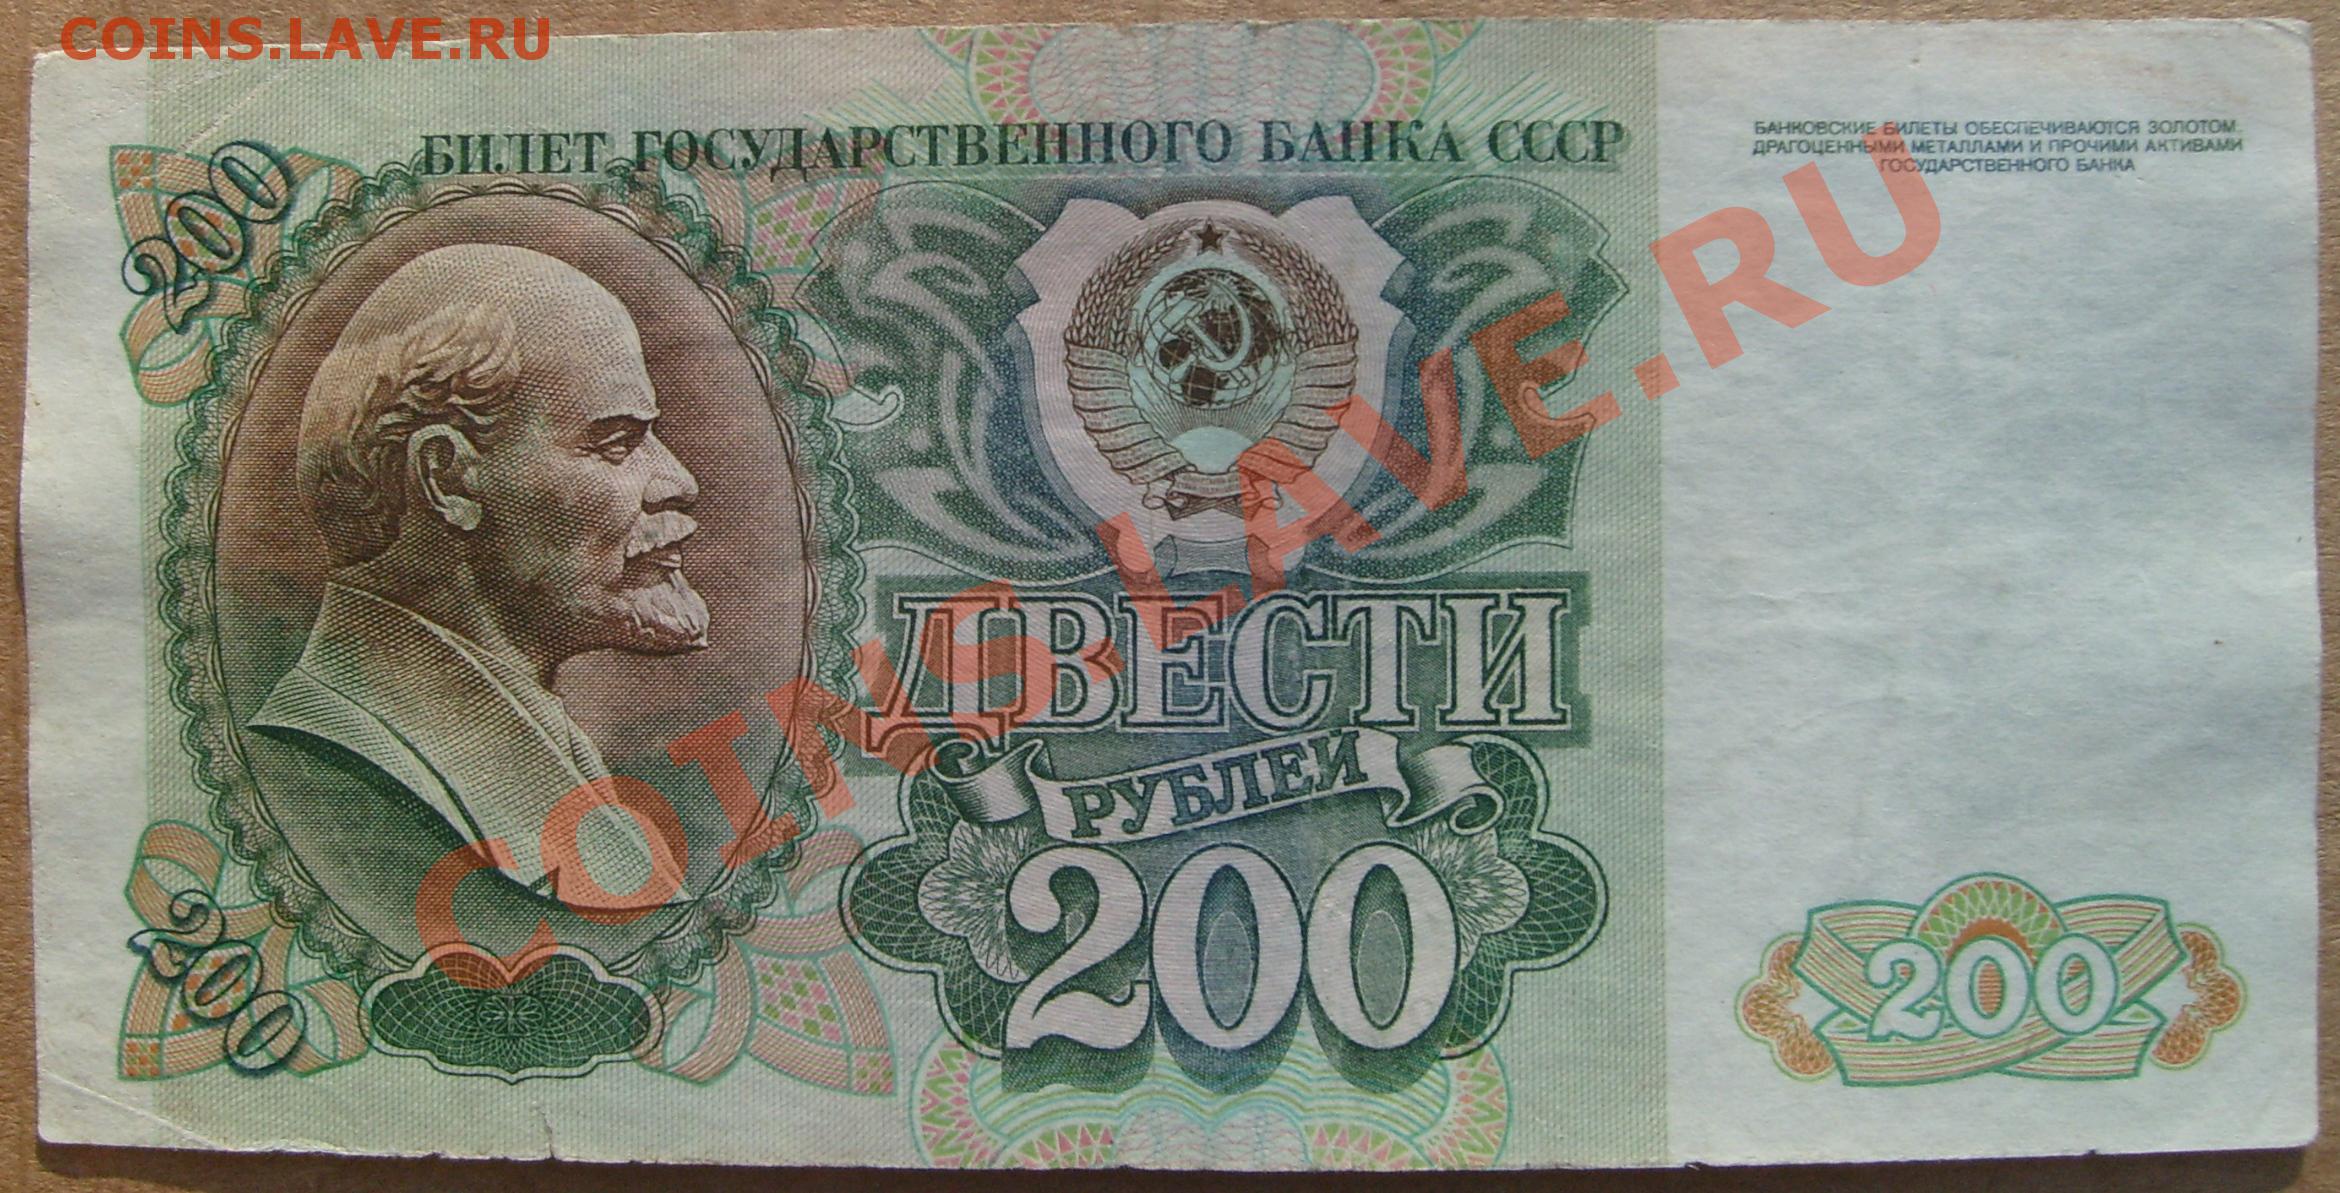 COINS.LAVE.RU
БИЛЕТ ГОСУДАРСТВЕННОГО БАНКА СССР
БАНКОВСКИЕ БИЛЕТЫ ОБЕСПЕЧИВАЮТСЯ ЗОЛОТОМ,
ДРАГОЦЕННЫМИ МЕТАЛЛАМИ И ПРОЧИМИ АКТИВАМИ
ГОСУДАРСТВЕННОГО БАНКА
200
COINS.LAVE.RU
ДВЕСТИ
РУБЛЕЙ
200
200
200